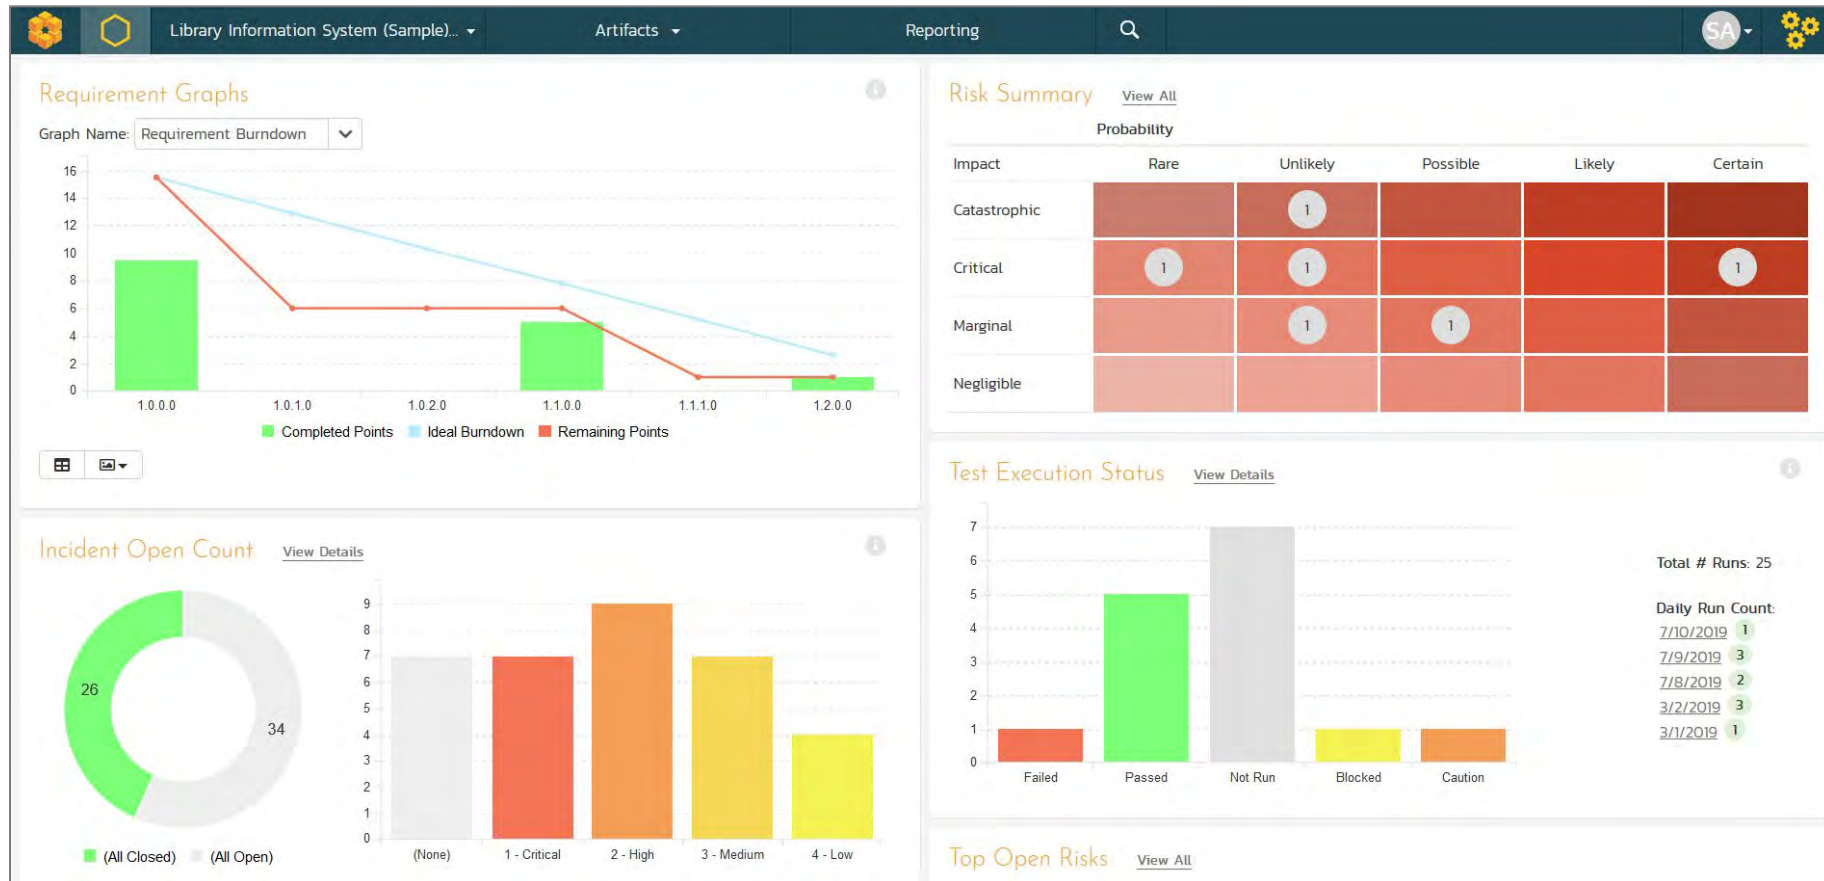 Library Information System (Sample)...
Artifacts
Reporting
SA
Requirement Graphs
Graph Name: Requirement Burndown
16
14
12
10
8
6
4
2
0
1.0.0.0 1.0.1.0 1.0.2.0 1.1.0.0 1.1.1.0 1.2.0.0
Completed Points Ideal Burndown Remaining Points
Incident Open Count View Details
26
34
(All Closed) (All Open)
9
8
7
6
5
4
3
2
1
0
(None) 1 - Critical 2 - High 3 - Medium 4 - Low
Risk Summary View All
Probability
Impact Rare Unlikely Possible Likely Certain
Catastrophic 1
Critical 1 1 1
Marginal 1 1
Negligible
Test Execution Status View Details
7
6
5
4
3
2
1
0
Failed Passed Not Run Blocked Caution
Total # Runs: 25
Daily Run Count:
7/10/2019 1
7/9/2019 3
7/8/2019 2
3/2/2019 3
3/1/2019 1
Top Open Risks View All